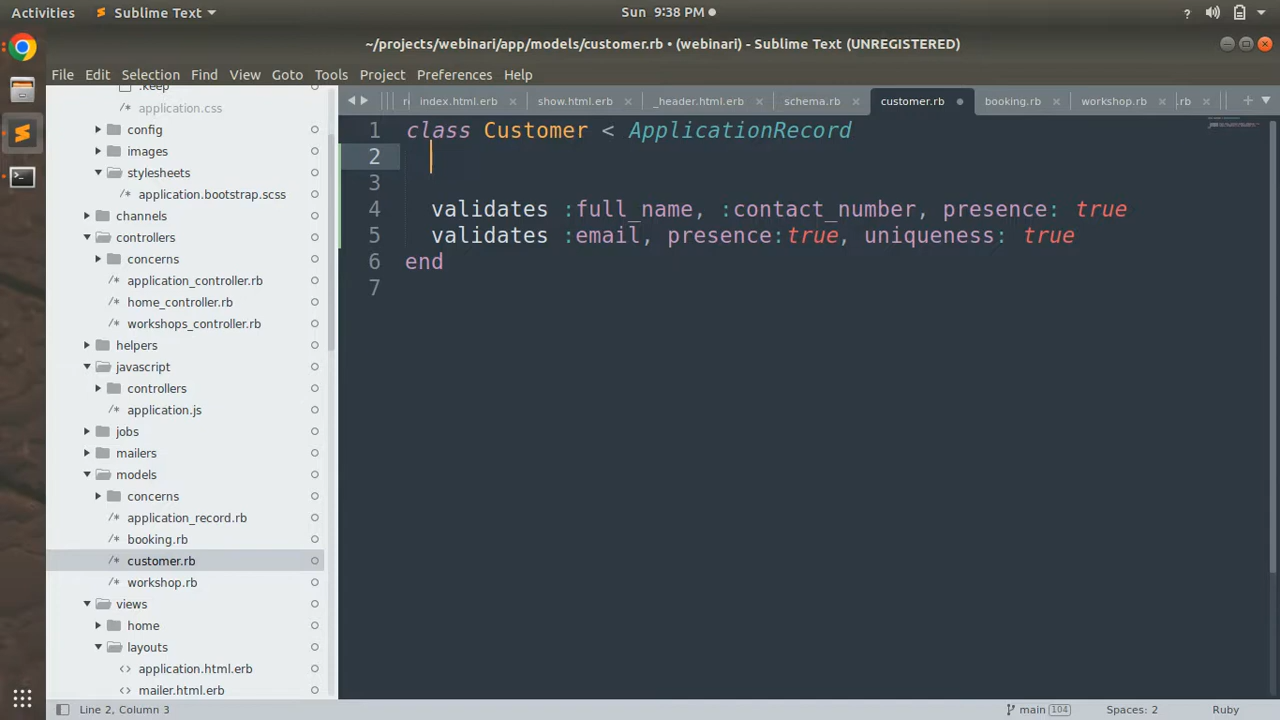 Activities Sublime Text Sun 9:38 PM ?
~/projects/webinari/app/models/customer.rb • (webinari) - Sublime Text (UNREGISTERED)
File Edit Selection Find View Goto Tools Project Preferences Help
index.html.erb show.html.erb _header.html.erb schema.rb customer.rb booking.rb workshop.rb .rb
.keep
/* application.css
config
images
stylesheets
/* application.bootstrap.scss
channels
controllers
concerns
/* application_controller.rb
/* home_controller.rb
/* workshops_controller.rb
helpers
javascript
controllers
/* application.js
jobs
mailers
models
concerns
/* application_record.rb
/* booking.rb
/* customer.rb
/* workshop.rb
views
home
layouts
<> application.html.erb
<> mailer.html.erb
1 class Customer < ApplicationRecord
2
3
4 validates :full_name, :contact_number, presence: true
5 validates :email, presence:true, uniqueness: true
6 end
7
Line 2, Column 3 main 104 Spaces: 2 Ruby